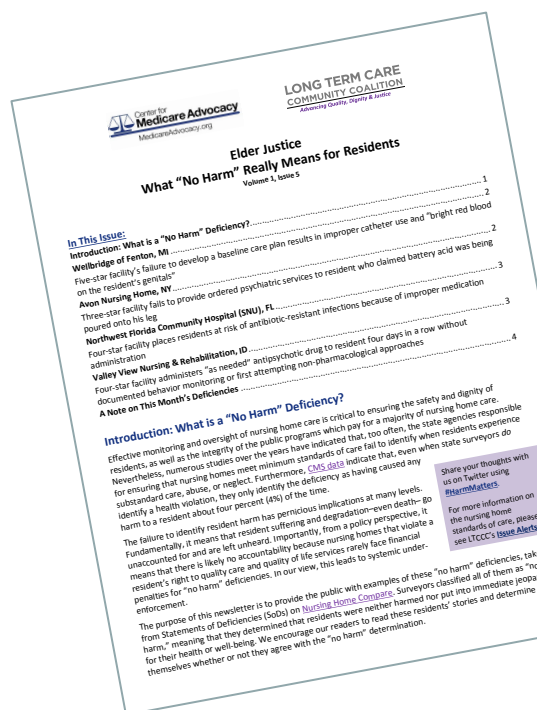 Center for
Medicare Advocacy
MedicareAdvocacy.org
LONG TERM CARE
COMMUNITY COALITION
Advancing Quality, Dignity & Justice
Elder Justice
What “No Harm” Really Means for Residents
Volume 1, Issue 5
In This Issue:
Introduction: What is a “No Harm” Deficiency? 1
Wellbridge of Fenton, MI 2
Five-star facility’s failure to develop a baseline care plan results in improper catheter use and “bright red blood
on the resident’s genitals”
Avon Nursing Home, NY 2
Three-star facility fails to provide ordered psychiatric services to resident who claimed battery acid was being
poured onto his leg
Northwest Florida Community Hospital (SNU), FL 3
Four-star facility places residents at risk of antibiotic-resistant infections because of improper medication
administration
Valley View Nursing & Rehabilitation, ID 3
Four-star facility administers “as needed” antipsychotic drug to resident four days in a row without
documented behavior monitoring or first attempting non-pharmacological approaches
A Note on This Month’s Deficiencies 4
Introduction: What is a “No Harm” Deficiency?
Effective monitoring and oversight of nursing home care is critical to ensuring the safety and dignity of
residents, as well as the integrity of the public programs which pay for a majority of nursing home care.
Nevertheless, numerous studies over the years have indicated that, too often, the state agencies responsible
for ensuring that nursing homes meet minimum standards of care fail to identify when residents experience
substandard care, abuse, or neglect. Furthermore, CMS data indicate that, even when state surveyors do
identify a health violation, they only identify the deficiency as having caused any
harm to a resident about four percent (4%) of the time.
The failure to identify resident harm has pernicious implications at many levels.
Fundamentally, it means that resident suffering and degradation—even death– go
unaccounted for and are left unheard. Importantly, from a policy perspective, it
means that there is likely no accountability because nursing homes that violate a
resident’s right to quality care and quality of life services rarely face financial
penalties for “no harm” deficiencies. In our view, this leads to systemic under-
enforcement.
Share your thoughts with
us on Twitter using
#HarmMatters.
For more information on
the nursing home
standards of care, please
see LTCCC’s Issue Alerts
The purpose of this newsletter is to provide the public with examples of these “no harm” deficiencies, tak
from Statements of Deficiencies (SoDs) on Nursing Home Compare. Surveyors classified all of them as “no
harm,” meaning that they determined that residents were neither harmed nor put into immediate jeopa
for their health or well-being. We encourage our readers to read these residents’ stories and determine
themselves whether or not they agree with the “no harm” determination.